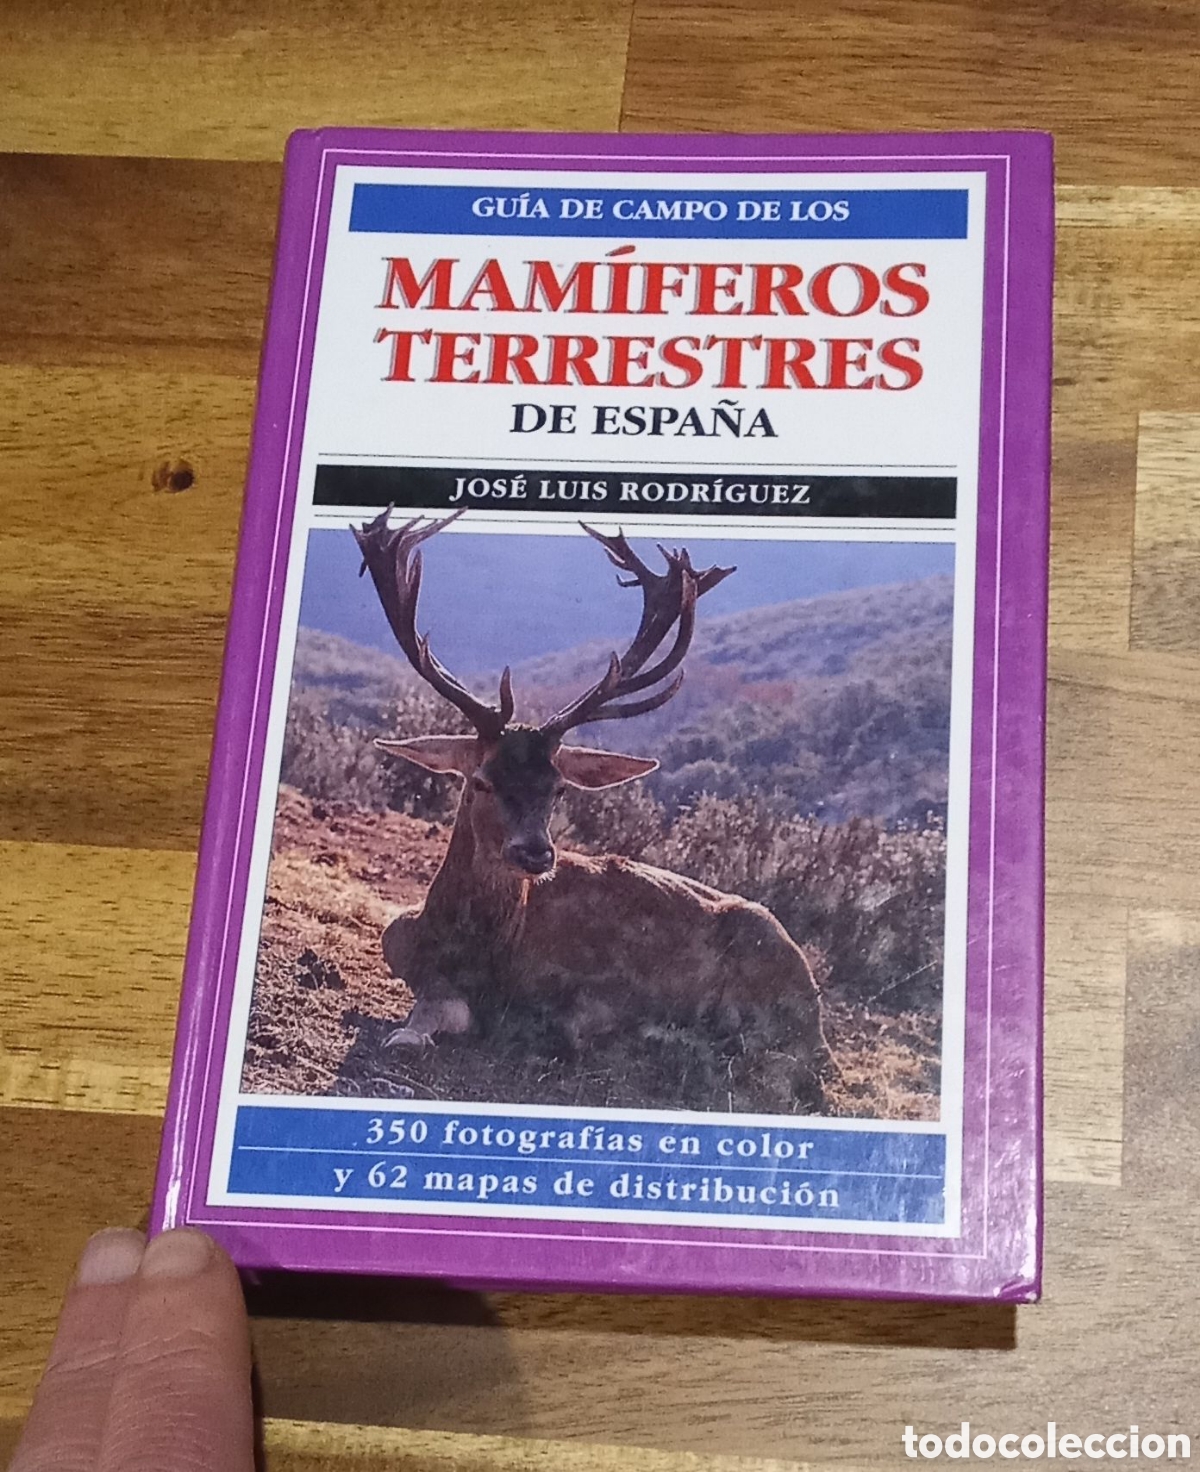 GUÍA DE CAMPO DE LOS
MAMÍFEROS
TERRESTRES
DE ESPAÑA
JOSÉ LUIS RODRÍGUEZ
350 fotografías en color
y 62 mapas de distribución
todocoleccion